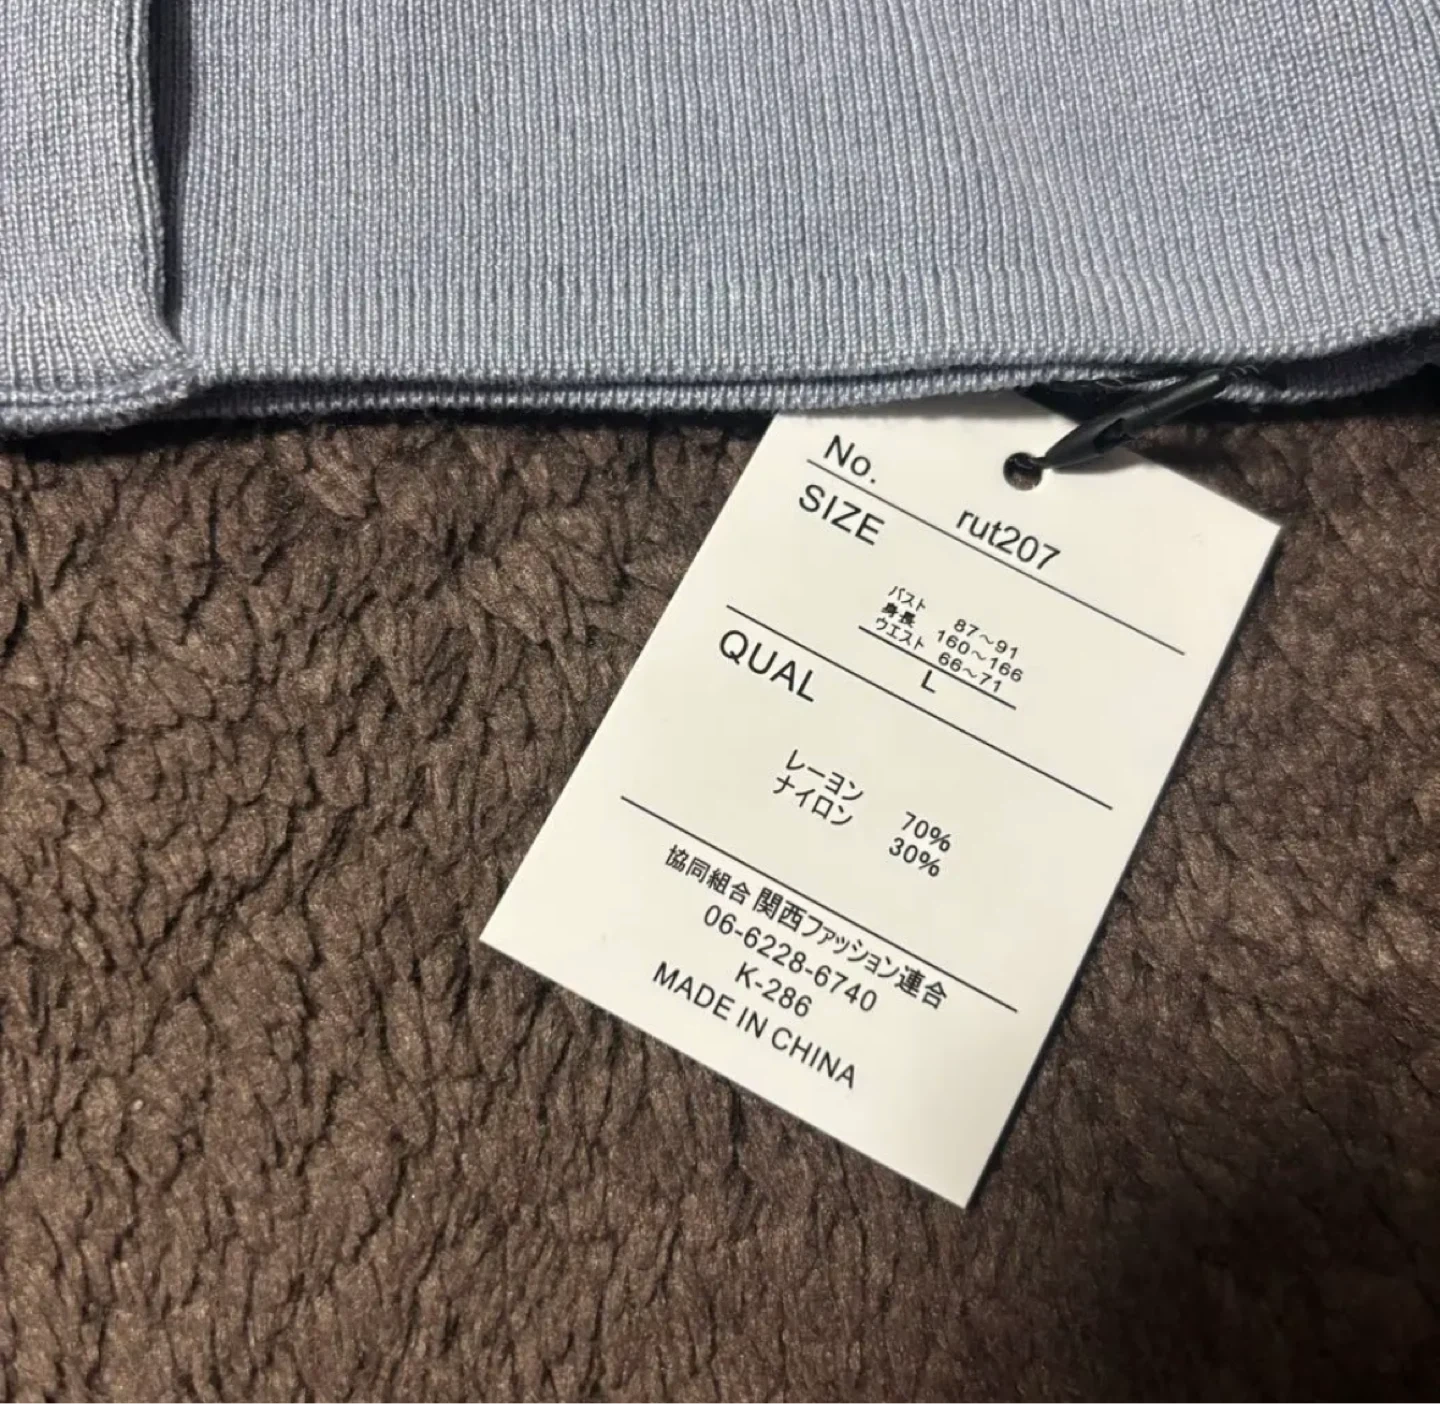 No. rut207
SIZE
バスト 87～91
身長 160～166
ウエスト 66～71
L
QUAL
レーヨン 70%
ナイロン 30%
協同組合 関西ファッション連合
06-6228-6740
K-286
MADE IN CHINA